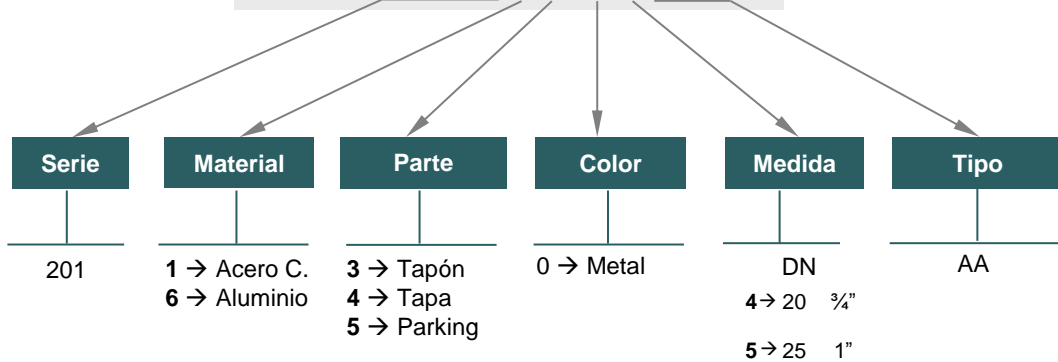 Serie Material Parte Color Medida Tipo
201
1 → Acero C.
6 → Aluminio
3 → Tapón
4 → Tapa
5 → Parking
0 → Metal
DN
4 → 20 ¾”
5 → 25 1”
AA